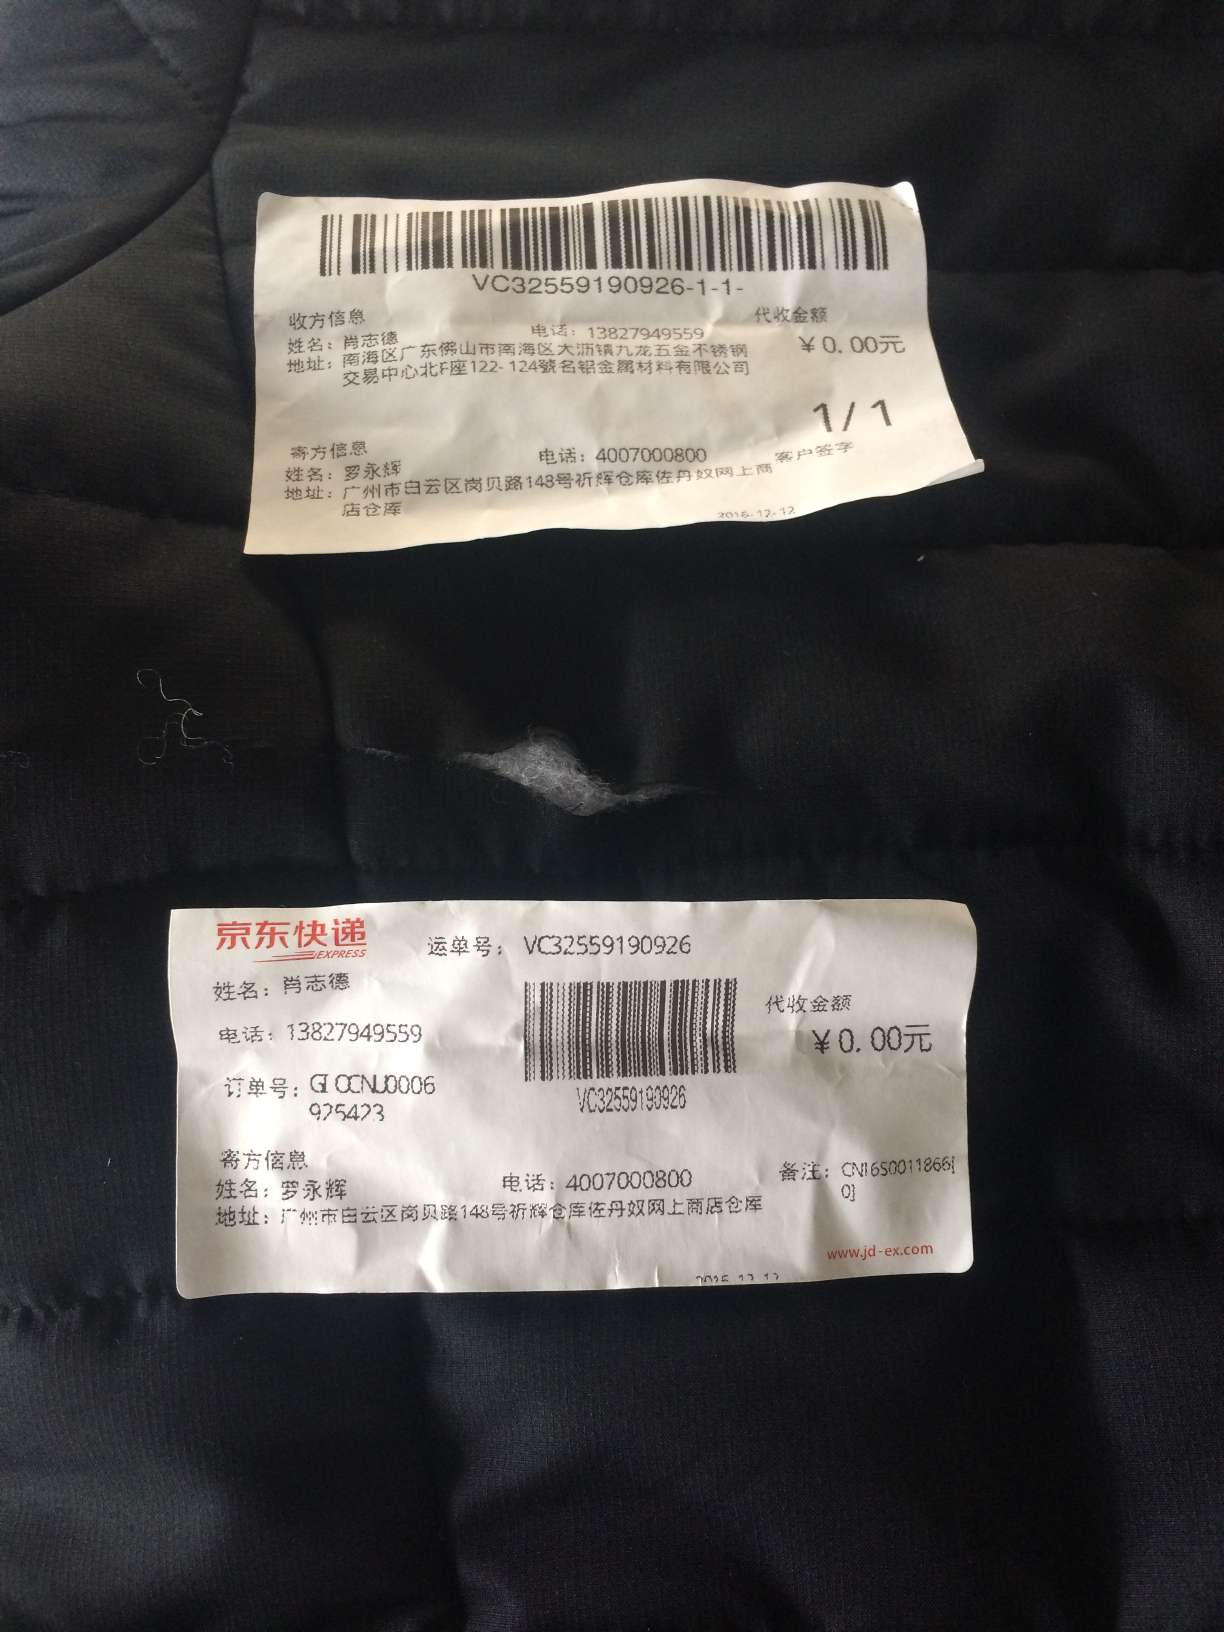 VC32559190926-1-1-
收方信息
姓名：肖志德 电话：13827949559
代收金额
¥0.00元
地址：南海区广东佛山市南海区大沥镇九龙五金不锈钢
交易中心北F座122-124號名铝金属材料有限公司
1/1
寄方信息
姓名：罗永辉 电话：4007000800
客户签字
地址：广州市白云区岗贝路148号祈辉仓库佐丹奴网上商
店仓库
2016-12-12
京东快递
EXPRESS
运单号：VC32559190926
姓名：肖志德
电话：13827949559
代收金额
¥0.00元
订单号：GIOCNU0006
925423
VC32559190926
寄方信息
姓名：罗永辉 电话：4007000800
备注：CN16S0011866[
0]
地址：广州市白云区岗贝路148号祈辉仓库佐丹奴网上商店仓库
www.jd-ex.com